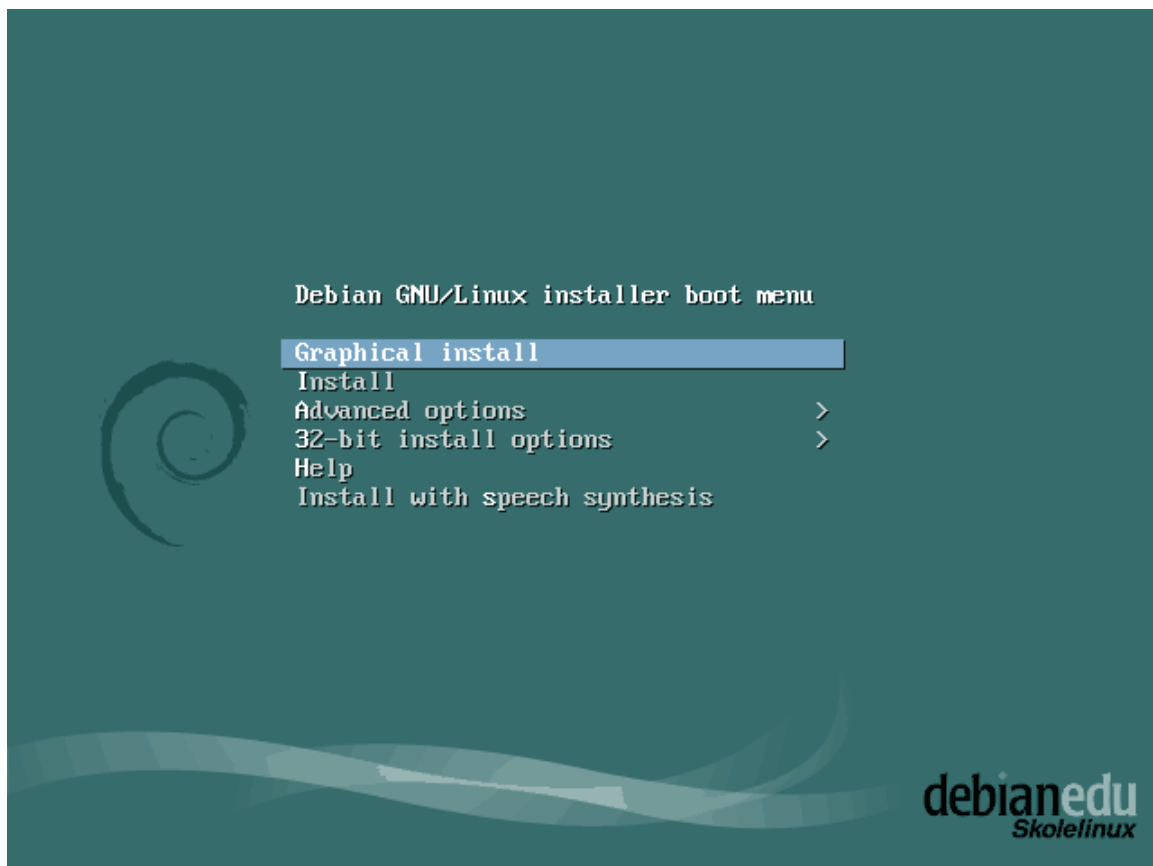 Debian GNU/Linux installer boot menu
Graphical install
Install
Advanced options >
32-bit install options >
Help
Install with speech synthesis
debianedu
Skolelinux